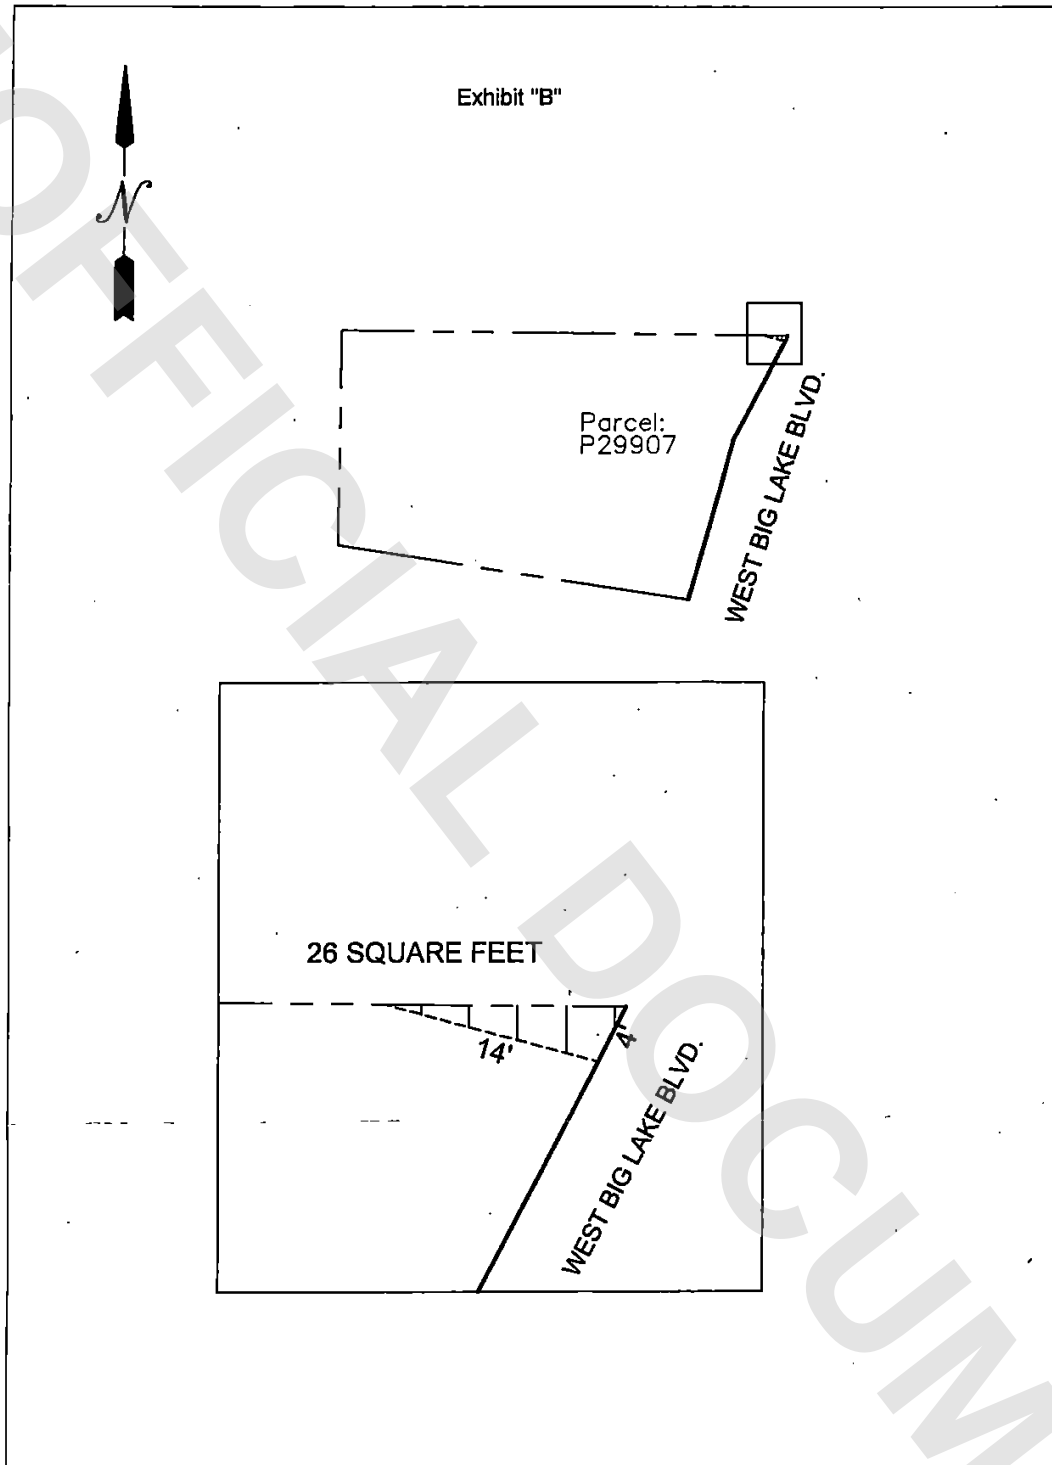 Exhibit "B"
N
Parcel:
P29907
WEST BIG LAKE BLVD.
26 SQUARE FEET
14'
4'
WEST BIG LAKE BLVD.
OFFICIAL DOCUM